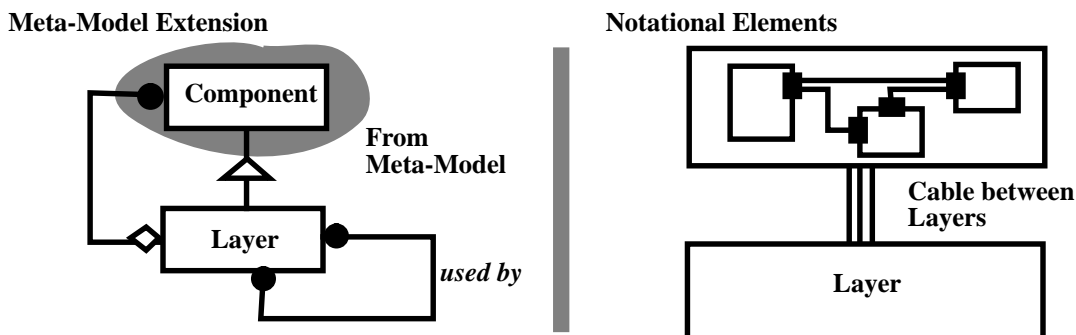 Meta-Model Extension
Component
From
Meta-Model
Layer
used by
Notational Elements
Cable between
Layers
Layer